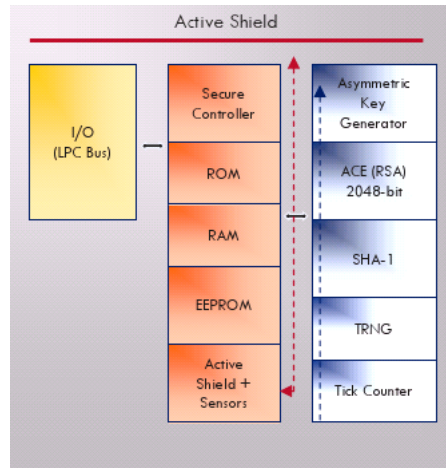 Active Shield
I/O
(LPC Bus)
Secure
Controller
ROM
RAM
EEPROM
Active
Shield +
Sensors
Asymmetric
Key
Generator
ACE (RSA)
2048-bit
SHA-1
TRNG
Tick Counter